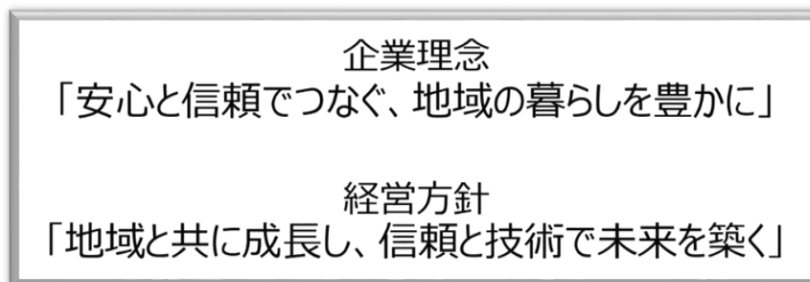 企業理念
「安心と信頼でつなぐ、地域の暮らしを豊かに」
経営方針
「地域と共に成長し、信頼と技術で未来を築く」